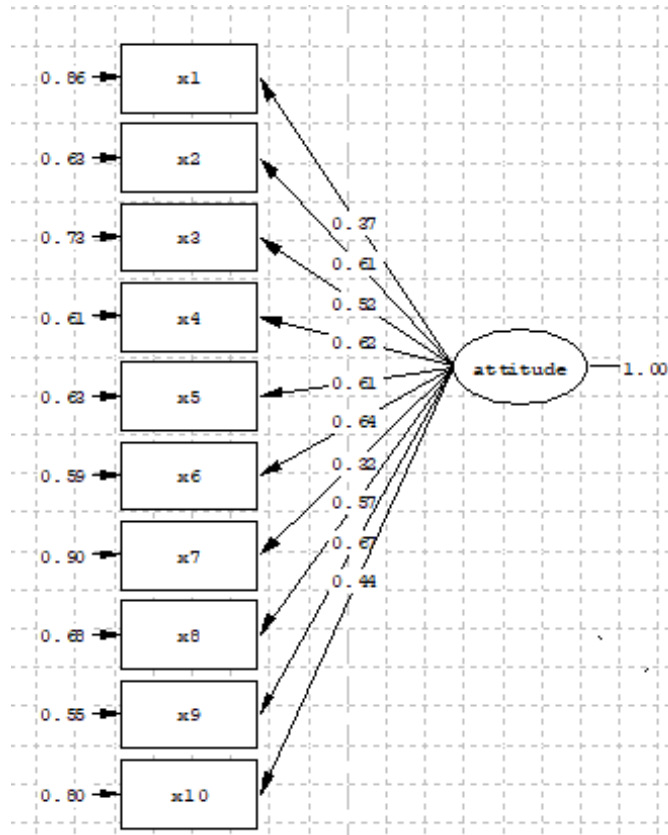 0.86 x1
0.63 x2
0.37
0.73 x3
0.61
0.52
0.61 x4
0.62
attitude 1.00
0.63 x5
0.61
0.64
0.32
0.59 x6
0.57
0.67
0.90 x7
0.44
0.68 x8
0.55 x9
0.80 x10